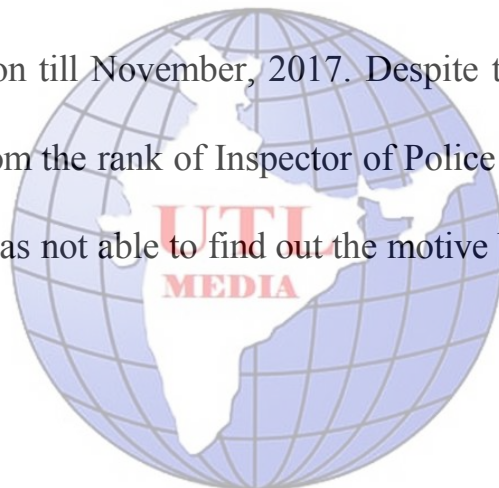 on till November, 2017. Despite t
om the rank of Inspector of Police
as not able to find out the motive
UTL
MEDIA